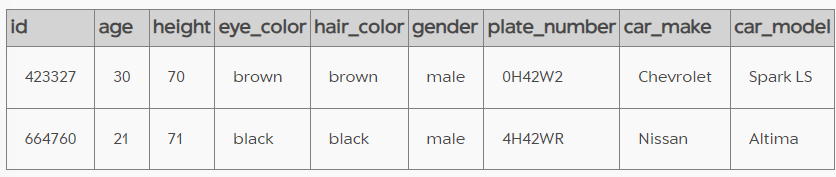 id age height eye_color hair_color gender plate_number car_make car_model
423327 30 70 brown brown male 0H42W2 Chevrolet Spark LS
664760 21 71 black black male 4H42WR Nissan Altima